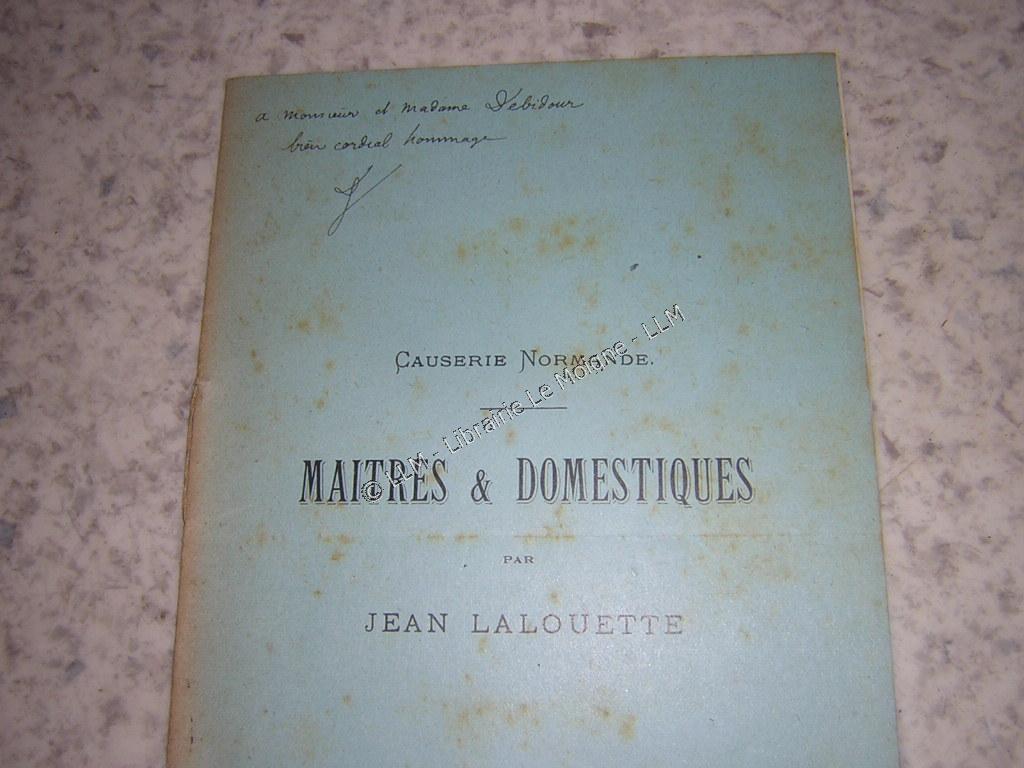 a monsieur et madame Debidour
bien cordial hommage
CAUSERIE NORMANDE.
MAITRES & DOMESTIQUES
PAR
JEAN LALOUETTE
© LLM - Librairie Le Moigne - LLM